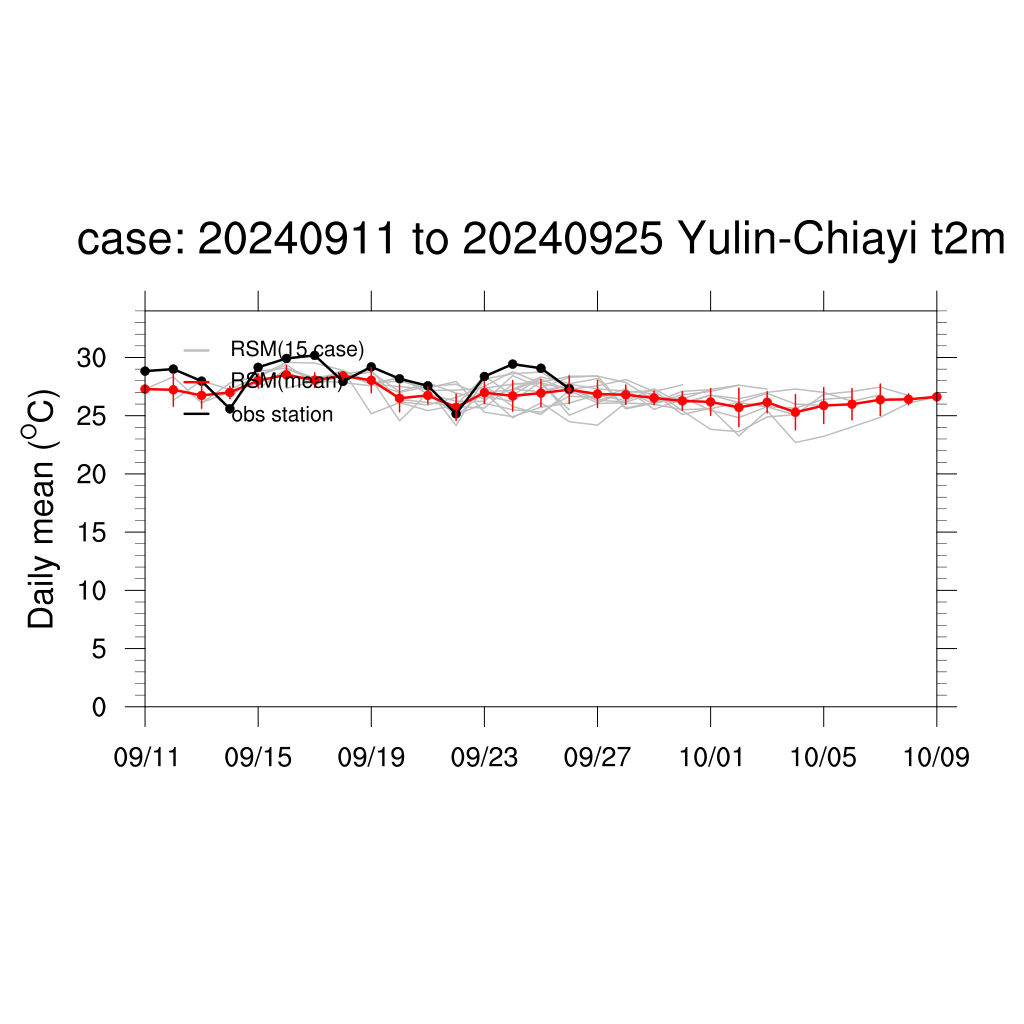 case: 20240911 to 20240925 Yulin-Chiayi t2m
RSM(15 case)
RSM(mean)
obs station
Daily mean (OC)
30
25
20
15
10
5
0
09/11 09/15 09/19 09/23 09/27 10/01 10/05 10/09